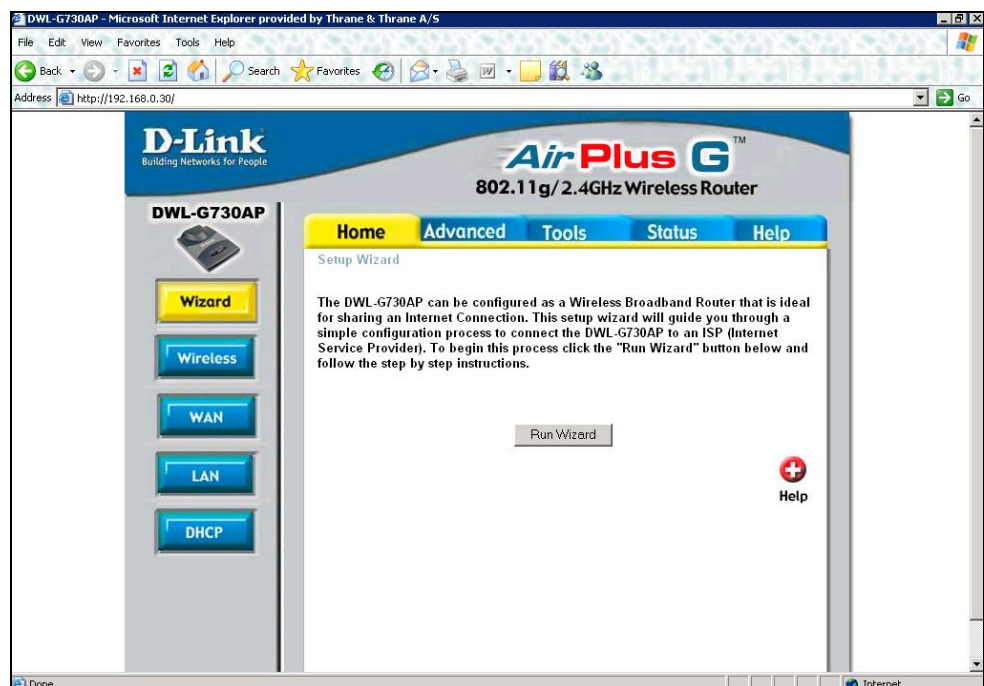 DWL-G730AP - Microsoft Internet Explorer provided by Thrane & Thrane A/S
File Edit View Favorites Tools Help
Back Search Favorites
Address http://192.168.0.30/ Go
D-Link
Building Networks for People
AirPlus G™
802.11g/2.4GHz Wireless Router
DWL-G730AP
Home Advanced Tools Status Help
Setup Wizard
Wizard
Wireless
WAN
LAN
DHCP
The DWL-G730AP can be configured as a Wireless Broadband Router that is ideal
for sharing an Internet Connection. This setup wizard will guide you through a
simple configuration process to connect the DWL-G730AP to an ISP (Internet
Service Provider). To begin this process click the "Run Wizard" button below and
follow the step by step instructions.
Run Wizard
Help
Done Internet